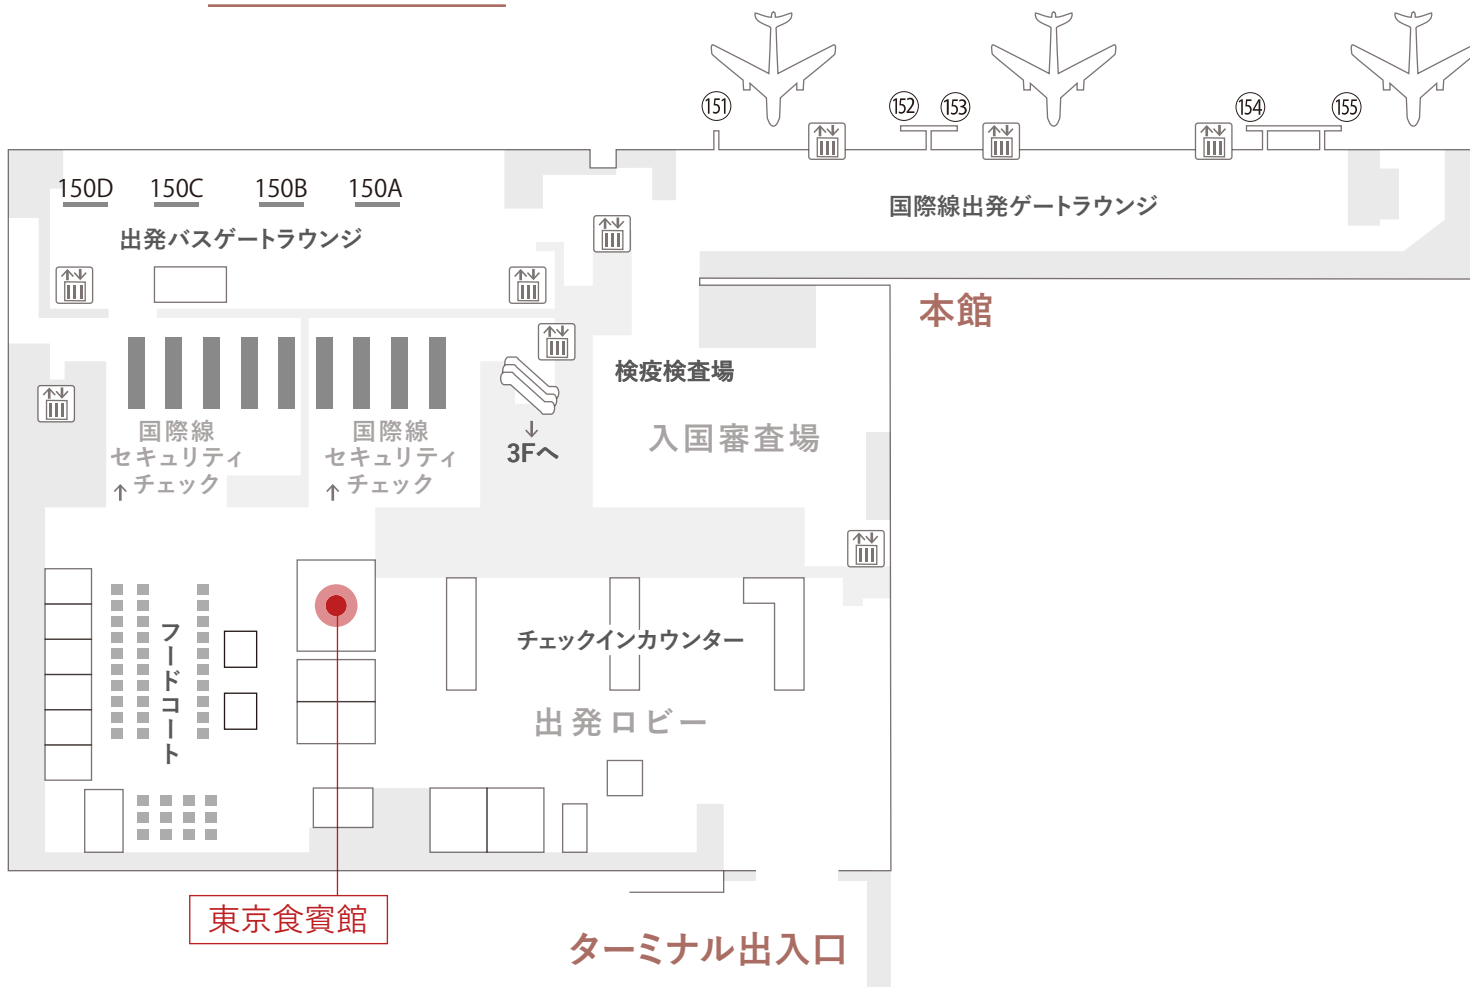 151
152
153
154
155
150D
150C
150B
150A
出発バスゲートラウンジ
国際線出発ゲートラウンジ
本館
検疫検査場
入国審査場
国際線
セキュリティ
チェック
国際線
セキュリティ
チェック
3Fへ
フードコート
チェックインカウンター
出発ロビー
東京食賓館
ターミナル出入口